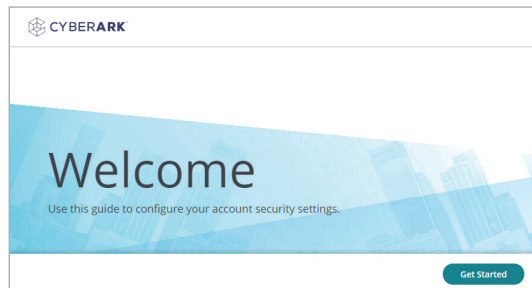 CYBERARK
Welcome
Use this guide to configure your account security settings.
Get Started